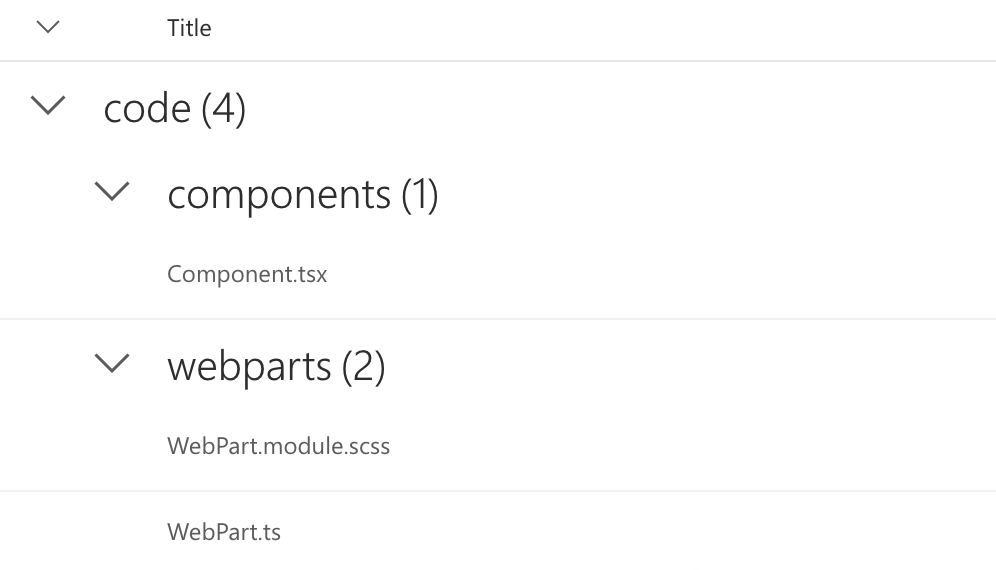 Title
code (4)
components (1)
Component.tsx
webparts (2)
WebPart.module.scss
WebPart.ts